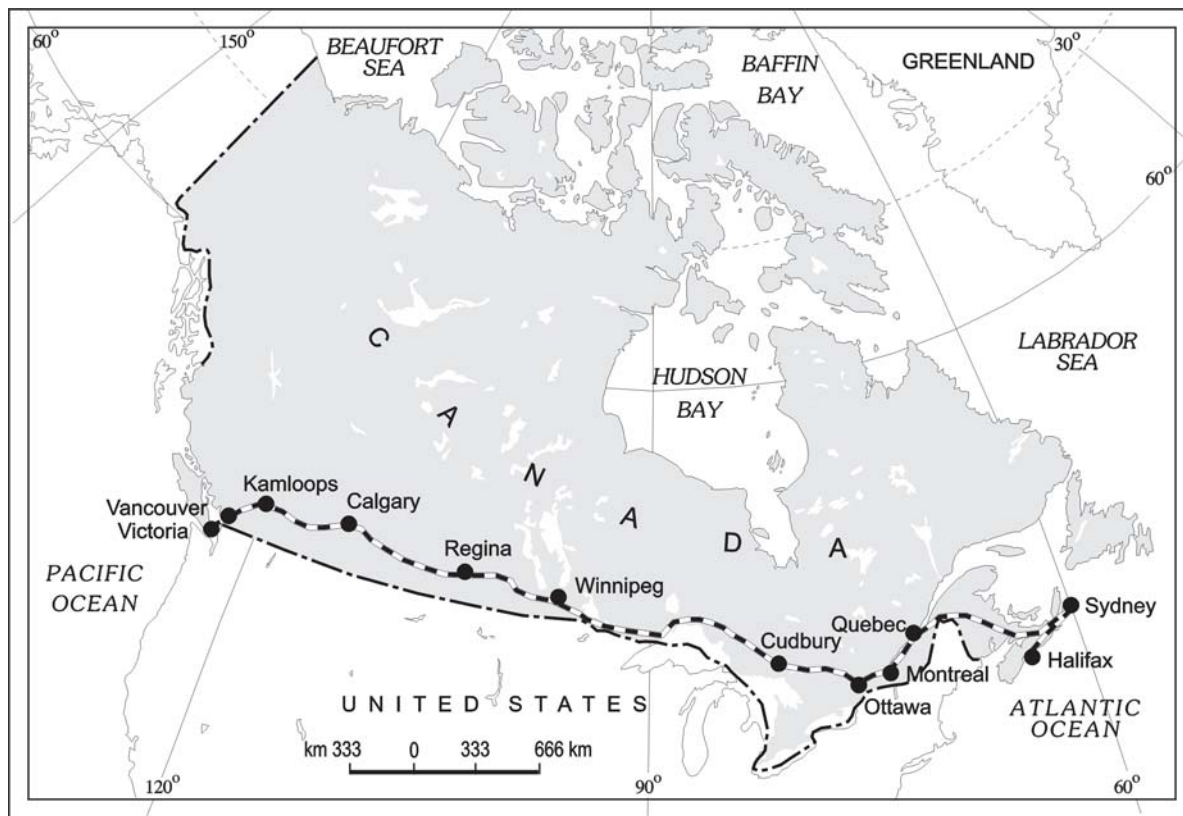 60°
150°
BEAUFORT
SEA
BAFFIN
BAY
GREENLAND
30°
60°
LABRADOR
SEA
HUDSON
BAY
C A N A D A
Kamloops
Vancouver
Calgary
Victoria
Regina
Winnipeg
PACIFIC
OCEAN
Cudbury
Quebec
Sydney
Montreal
Halifax
Ottawa
UNITED STATES
ATLANTIC
OCEAN
km 333 0 333 666 km
120°
90°
60°